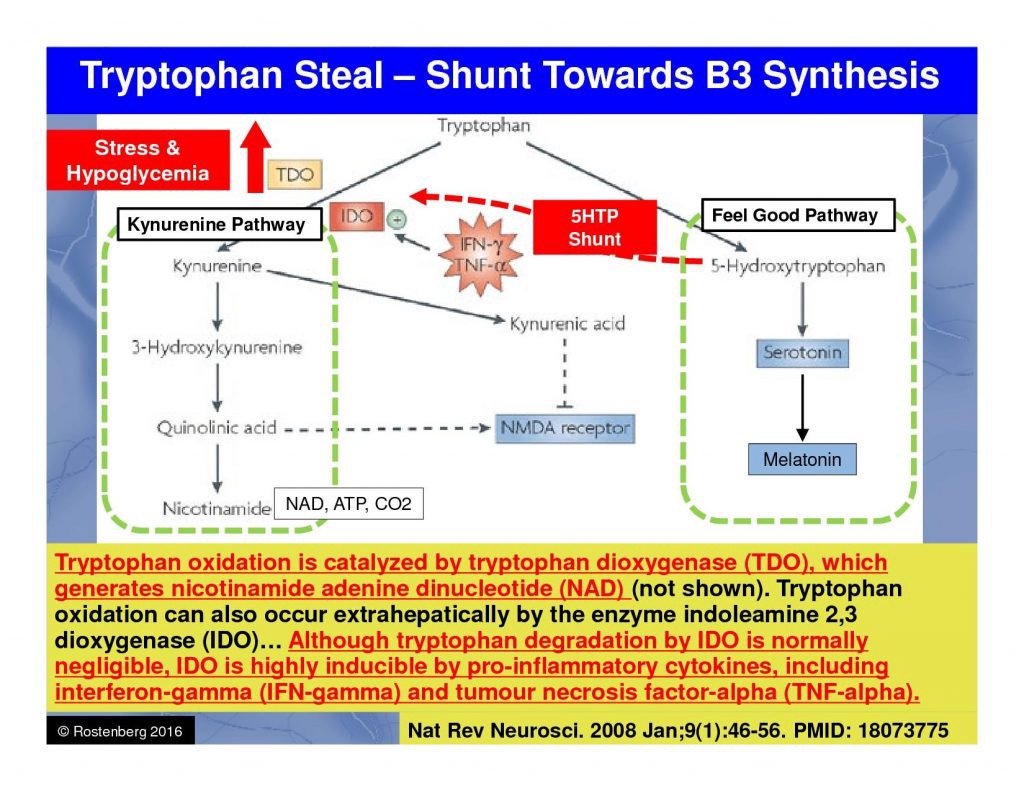 Tryptophan Steal – Shunt Towards B3 Synthesis
Tryptophan
Stress &
Hypoglycemia
TDO
IDO
+
5HTP
Shunt
Feel Good Pathway
Kynurenine Pathway
IFN-γ
TNF-α
Kynurenine
5-Hydroxytryptophan
Kynurenic acid
3-Hydroxykynurenine
Serotonin
Quinolinic acid
NMDA receptor
Melatonin
Nicotinamide
NAD, ATP, CO2
Tryptophan oxidation is catalyzed by tryptophan dioxygenase (TDO), which
generates nicotinamide adenine dinucleotide (NAD) (not shown). Tryptophan
oxidation can also occur extrahepatically by the enzyme indoleamine 2,3
dioxygenase (IDO)… Although tryptophan degradation by IDO is normally
negligible, IDO is highly inducible by pro-inflammatory cytokines, including
interferon-gamma (IFN-gamma) and tumour necrosis factor-alpha (TNF-alpha).
© Rostenberg 2016
Nat Rev Neurosci. 2008 Jan;9(1):46-56. PMID: 18073775